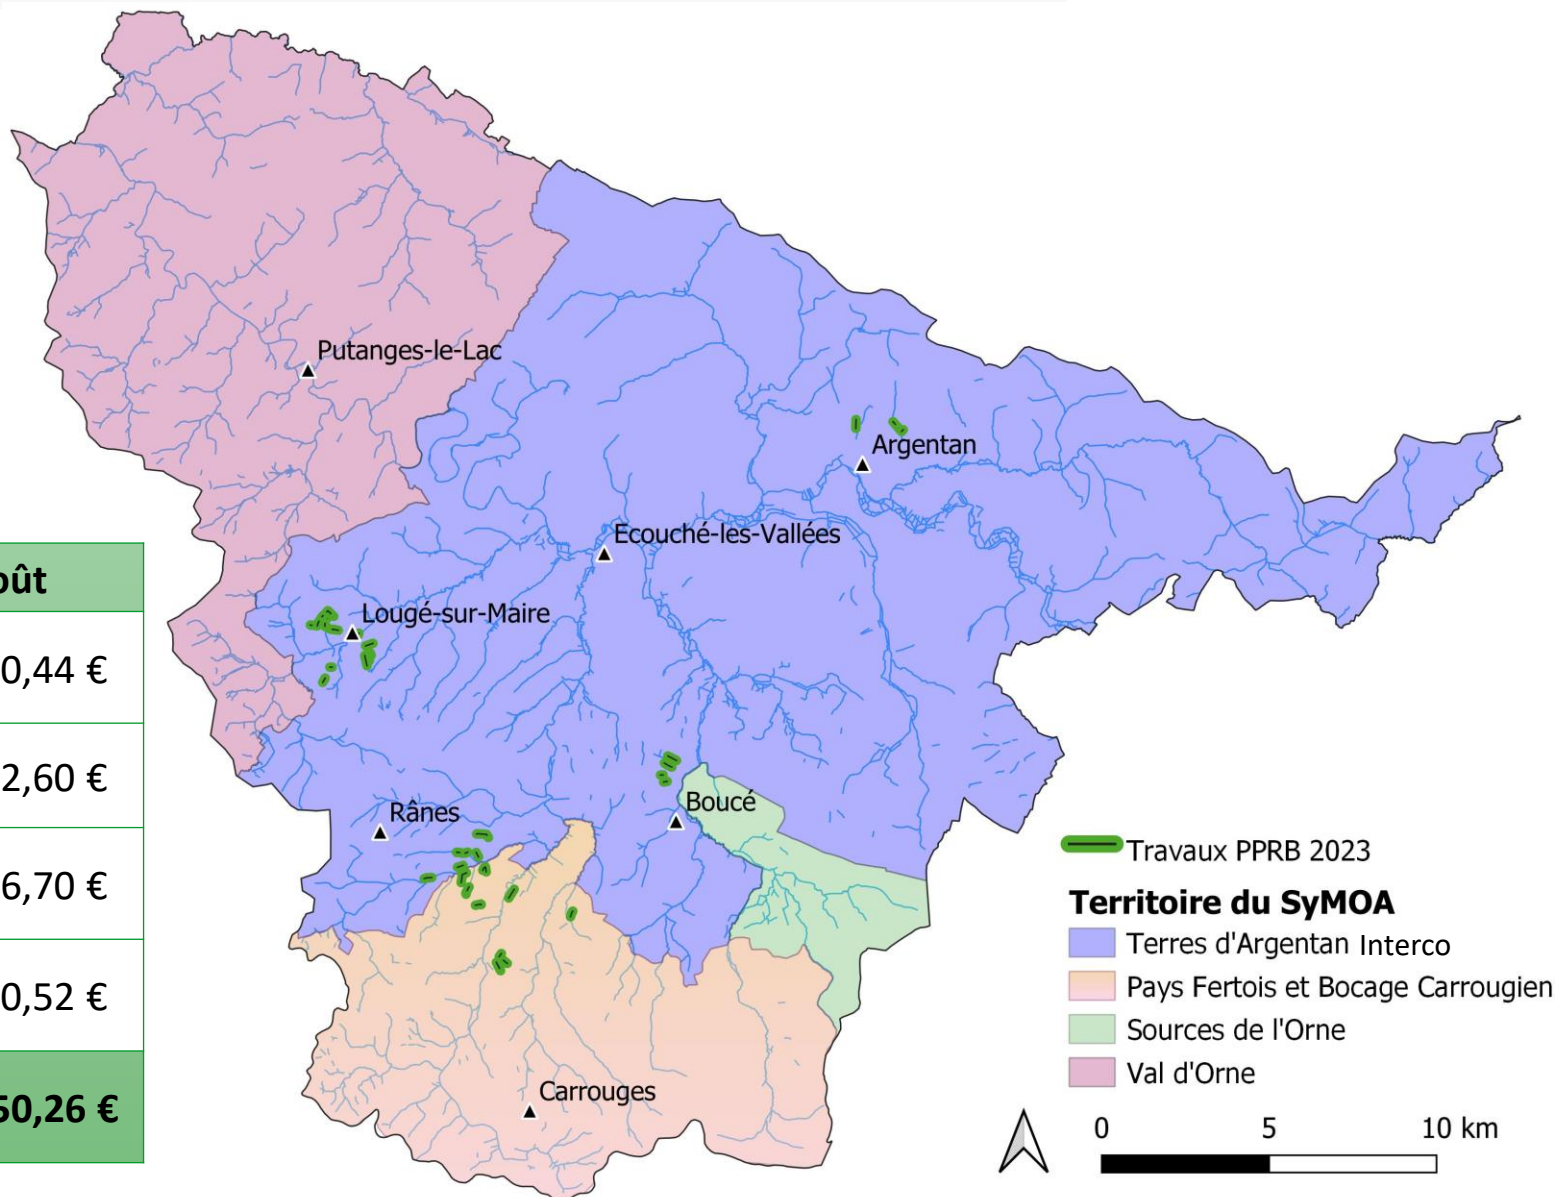 Putanges-le-Lac
Argentan
Ecouché-les-Vallées
Lougé-sur-Maire
Rânes
Boucé
Carrouges
oût
0,44 €
2,60 €
6,70 €
0,52 €
50,26 €
Travaux PPRB 2023
Territoire du SyMOA
Terres d'Argentan Interco
Pays Fertois et Bocage Carrougien
Sources de l'Orne
Val d'Orne
0 5 10 km